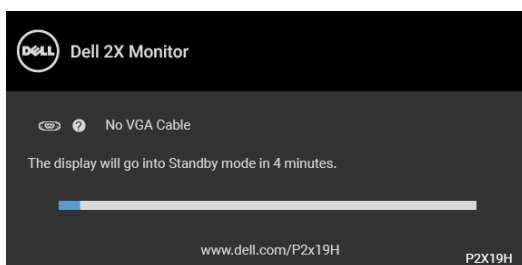 DELL
Dell 2X Monitor
? No VGA Cable
The display will go into Standby mode in 4 minutes.
www.dell.com/P2x19H
P2X19H